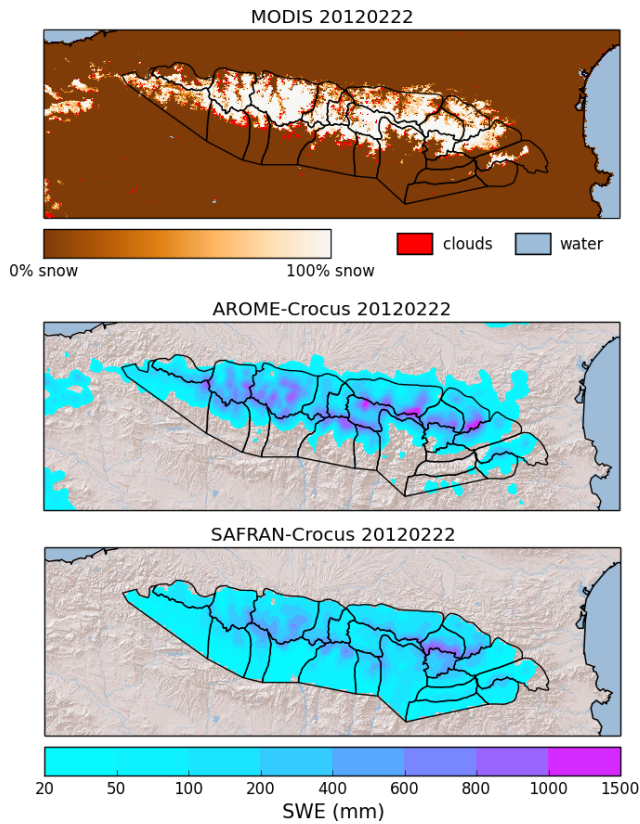 MODIS 20120222
0% snow 100% snow clouds water
AROME-Crocus 20120222
SAFRAN-Crocus 20120222
20 50 100 200 400 600 800 1000 1500
SWE (mm)